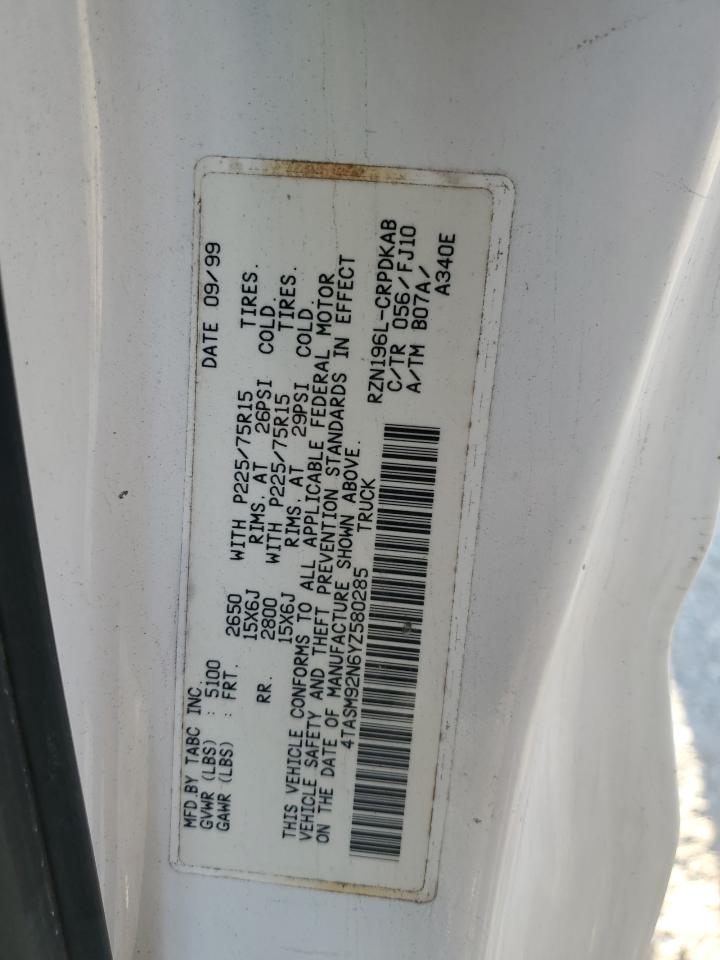 MFD.BY TABC INC. DATE 09/99
GVWR (LBS) : 5100
GAWR (LBS) : FRT. 2650 WITH P225/75R15 TIRES.
15X6J RIMS. AT 26PSI COLD.
RR. 2800 WITH P225/75R15 TIRES.
15X6J RIMS. AT 29PSI COLD.
THIS VEHICLE CONFORMS TO ALL APPLICABLE FEDERAL MOTOR
VEHICLE SAFETY AND THEFT PREVENTION STANDARDS IN EFFECT
ON THE DATE OF MANUFACTURE SHOWN ABOVE.
4TASM92N6YZ580285 TRUCK
RZN196L-CRPDKAB
C/TR 056/FJ10
A/TM B07A/
A340E